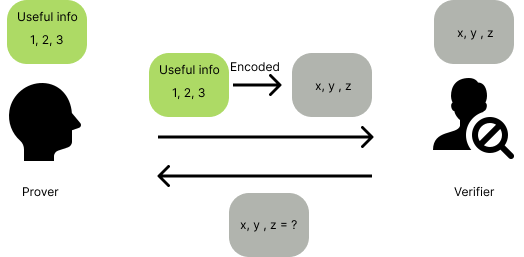 Useful info
1, 2, 3
x, y , z
Useful info
1, 2, 3
Encoded
x, y , z
Prover
Verifier
x, y , z = ?